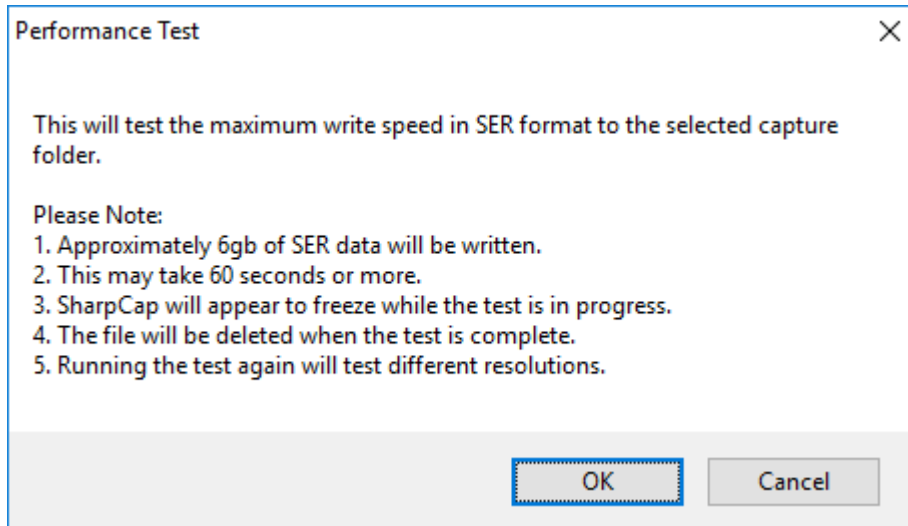 Performance Test
This will test the maximum write speed in SER format to the selected capture
folder.
Please Note:
1. Approximately 6gb of SER data will be written.
2. This may take 60 seconds or more.
3. SharpCap will appear to freeze while the test is in progress.
4. The file will be deleted when the test is complete.
5. Running the test again will test different resolutions.
OK
Cancel